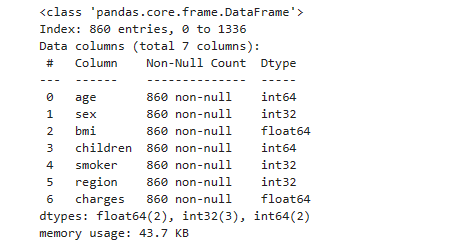 <class 'pandas.core.frame.DataFrame'>
Index: 860 entries, 0 to 1336
Data columns (total 7 columns):
 #   Column    Non-Null Count  Dtype
---  ------    --------------  -----
 0   age       860 non-null    int64
 1   sex       860 non-null    int32
 2   bmi       860 non-null    float64
 3   children  860 non-null    int64
 4   smoker    860 non-null    int32
 5   region    860 non-null    int32
 6   charges   860 non-null    float64
dtypes: float64(2), int32(3), int64(2)
memory usage: 43.7 KB